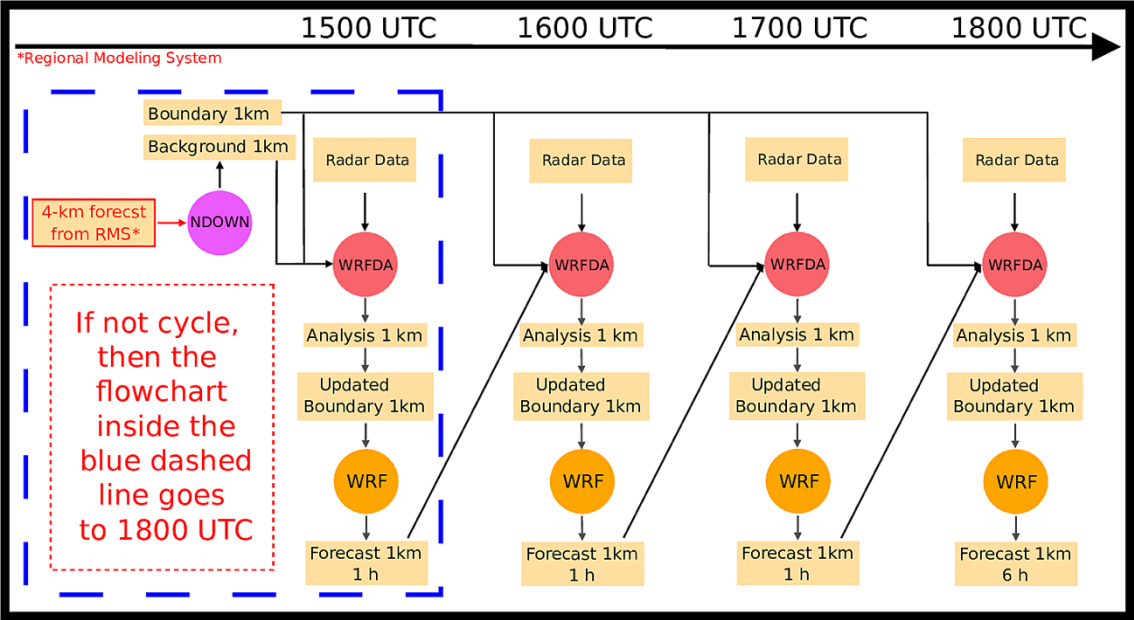 1500 UTC 1600 UTC 1700 UTC 1800 UTC
*Regional Modeling System
Boundary 1km
Background 1km
4-km forecst
from RMS*
NDOWN
If not cycle,
then the
flowchart
inside the
blue dashed
line goes
to 1800 UTC
Radar Data
WRFDA
Analysis 1 km
Updated
Boundary 1km
WRF
Forecast 1km
1 h
Radar Data
WRFDA
Analysis 1 km
Updated
Boundary 1km
WRF
Forecast 1km
1 h
Radar Data
WRFDA
Analysis 1 km
Updated
Boundary 1km
WRF
Forecast 1km
1 h
Radar Data
WRFDA
Analysis 1 km
Updated
Boundary 1km
WRF
Forecast 1km
6 h